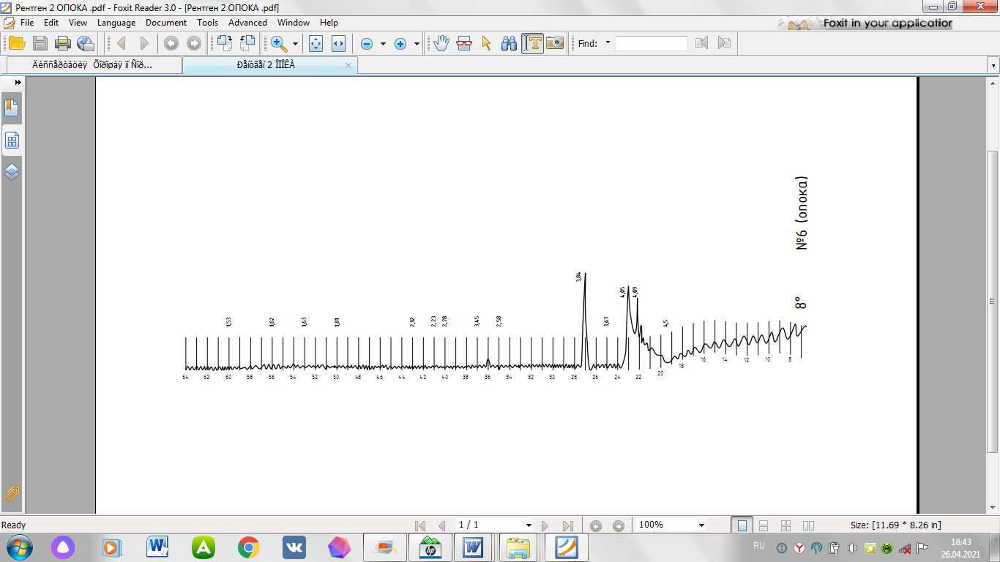 Рентген 2 ОПОКА .pdf - Foxit Reader 3.0 - [Рентген 2 ОПОКА .pdf]
File Edit View Language Document Tools Advanced Window Help
Foxit in your application
Find:
Äèññåðòàöèÿ Õîðîøàÿ ïî Ñîð...
Ðåíòãåí 2 ÎÏÎÊÀ
№6 (опока)
8°
3,84
4,05
4,09
1,53
1,62
1,63
1,81
2,12
2,23
2,28
3,45
2,58
3,67
4,5
64 62 60 58 56 54 52 50 48 46 44 42 40 38 36 34 32 30 28 26 24 22 20 18 16 14 12 10 8
Ready
1 / 1
100%
Size: [11.69 * 8.26 in]
RU
18:43
26.04.2021